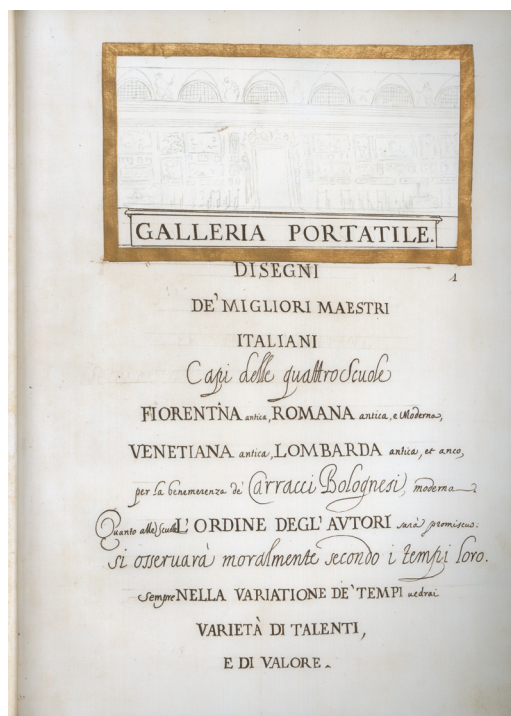 GALLERIA PORTATILE.
DISEGNI
1
DE' MIGLIORI MAESTRI
ITALIANI
Capi delle quattro Scuole
FIORENTINA antica, ROMANA antica, e Moderna,
VENETIANA antica, LOMBARDA antica, et anco,
per la benemerenza de' Carracci Bolognesi, moderna
Quanto alle Scuole L'ORDINE DEGL' AVTORI sarà promiscuo:
si osseruarà moralmente secondo i tempi loro.
Sempre NELLA VARIATIONE DE' TEMPI uedrai
VARIETÀ DI TALENTI,
E DI VALORE.